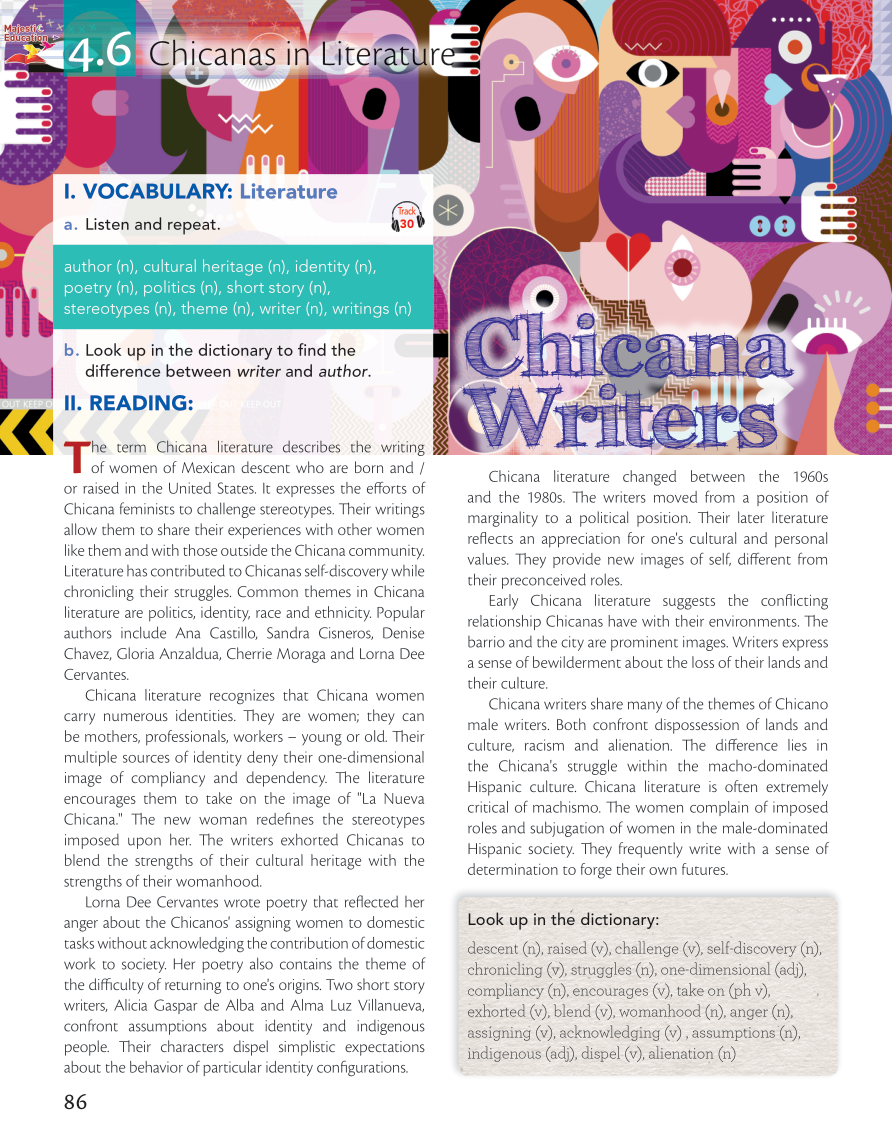 Majestic
Education
4.6 Chicanas in Literature
I. VOCABULARY: Literature
a. Listen and repeat.
Track
30
author (n), cultural heritage (n), identity (n),
poetry (n), politics (n), short story (n),
stereotypes (n), theme (n), writer (n), writings (n)
b. Look up in the dictionary to find the
difference between writer and author.
OUT KEEP OUT KEEP OUT
II. READING:
Chicana
Writers
The term Chicana literature describes the writing
of women of Mexican descent who are born and /
or raised in the United States. It expresses the efforts of
Chicana feminists to challenge stereotypes. Their writings
allow them to share their experiences with other women
like them and with those outside the Chicana community.
Literature has contributed to Chicanas self-discovery while
chronicling their struggles. Common themes in Chicana
literature are politics, identity, race and ethnicity. Popular
authors include Ana Castillo, Sandra Cisneros, Denise
Chavez, Gloria Anzaldua, Cherrie Moraga and Lorna Dee
Cervantes.
Chicana literature recognizes that Chicana women
carry numerous identities. They are women; they can
be mothers, professionals, workers – young or old. Their
multiple sources of identity deny their one-dimensional
image of compliancy and dependency. The literature
encourages them to take on the image of "La Nueva
Chicana." The new woman redefines the stereotypes
imposed upon her. The writers exhorted Chicanas to
blend the strengths of their cultural heritage with the
strengths of their womanhood.
Lorna Dee Cervantes wrote poetry that reflected her
anger about the Chicanos' assigning women to domestic
tasks without acknowledging the contribution of domestic
work to society. Her poetry also contains the theme of
the difficulty of returning to one's origins. Two short story
writers, Alicia Gaspar de Alba and Alma Luz Villanueva,
confront assumptions about identity and indigenous
people. Their characters dispel simplistic expectations
about the behavior of particular identity configurations.
Chicana literature changed between the 1960s
and the 1980s. The writers moved from a position of
marginality to a political position. Their later literature
reflects an appreciation for one's cultural and personal
values. They provide new images of self, different from
their preconceived roles.
Early Chicana literature suggests the conflicting
relationship Chicanas have with their environments. The
barrio and the city are prominent images. Writers express
a sense of bewilderment about the loss of their lands and
their culture.
Chicana writers share many of the themes of Chicano
male writers. Both confront dispossession of lands and
culture, racism and alienation. The difference lies in
the Chicana's struggle within the macho-dominated
Hispanic culture. Chicana literature is often extremely
critical of machismo. The women complain of imposed
roles and subjugation of women in the male-dominated
Hispanic society. They frequently write with a sense of
determination to forge their own futures.
Look up in the dictionary:
descent (n), raised (v), challenge (v), self-discovery (n),
chronicling (v), struggles (n), one-dimensional (adj),
compliancy (n), encourages (v), take on (ph v), ,
exhorted (v), blend (v), womanhood (n), anger (n),
assigning (v), acknowledging (v) , assumptions (n),
indigenous (adj), dispel (v), alienation (n)
86